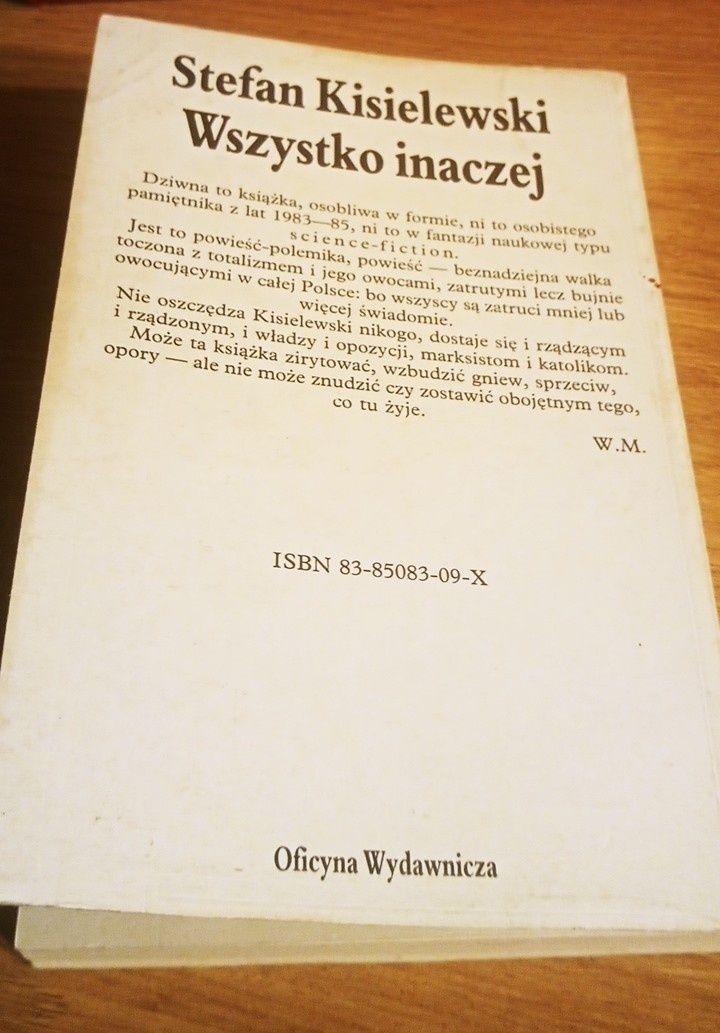 Stefan Kisielewski
Wszystko inaczej
Dziwna to książka, osobliwa w formie, ni to osobistego
pamiętnika z lat 1983—85, ni to w fantazji naukowej typu
science-fiction.
Jest to powieść-polemika, powieść — beznadziejna walka
toczona z totalizmem i jego owocami, zatrutymi lecz bujnie
owocującymi w całej Polsce: bo wszyscy są zatruci mniej lub
więcej świadomie.
Nie oszczędza Kisielewski nikogo, dostaje się i rządzącym
i rządzonym, i władzy i opozycji, marksistom i katolikom.
Może ta książka zirytować, wzbudzić gniew, sprzeciw,
opory — ale nie może znudzić czy zostawić obojętnym tego,
co tu żyje.
W.M.
ISBN 83-85083-09-X
Oficyna Wydawnicza